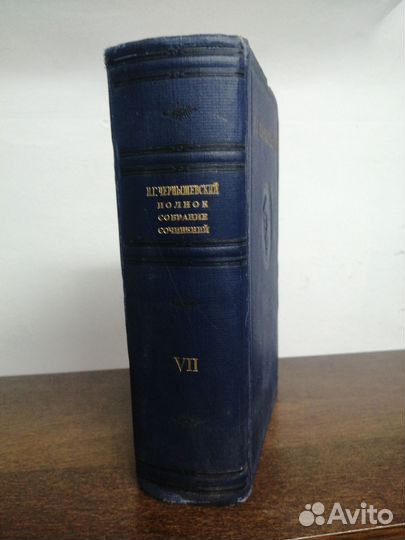 Н.Г. ЧЕРНЫШЕВСКИЙ
ПОЛНОЕ
СОБРАНИЕ
СОЧИНЕНИЙ
VII
Avito